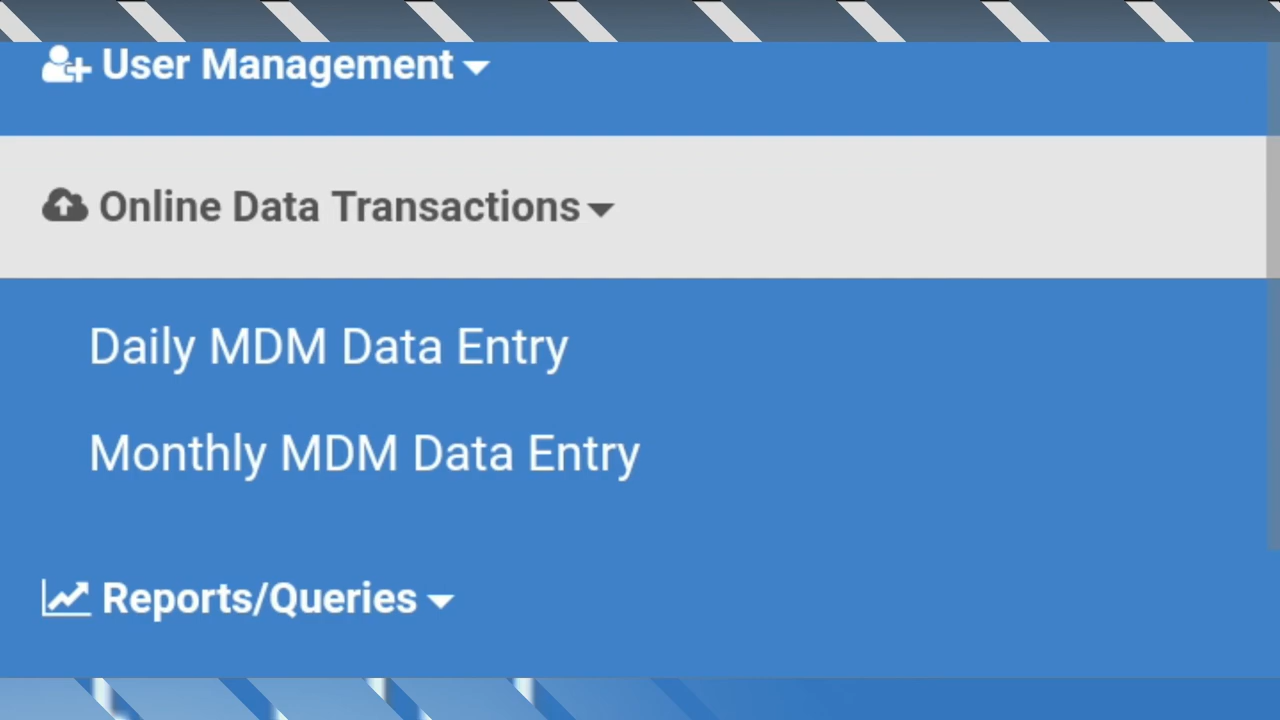 User Management
Online Data Transactions
Daily MDM Data Entry
Monthly MDM Data Entry
Reports/Queries